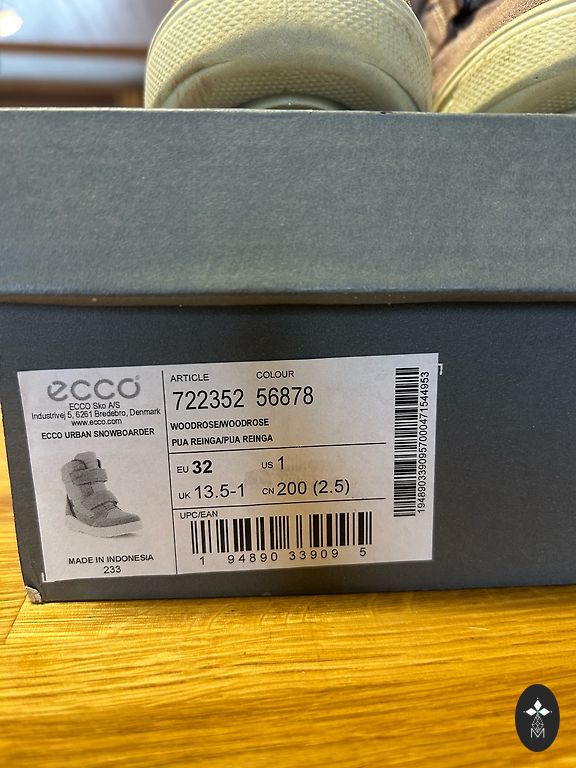 ecco
ECCO Sko A/S
Industrivej 5, 6261 Bredebro, Denmark
www.ecco.com
ECCO URBAN SNOWBOARDER
MADE IN INDONESIA
233
ARTICLE COLOUR
722352 56878
WOODROSE/WOODROSE
PUA REINGA/PUA REINGA
EU 32 US 1
UK 13.5-1 CN 200 (2.5)
UPC/EAN
1 94890 33909 5
1948903390957000471544953
M